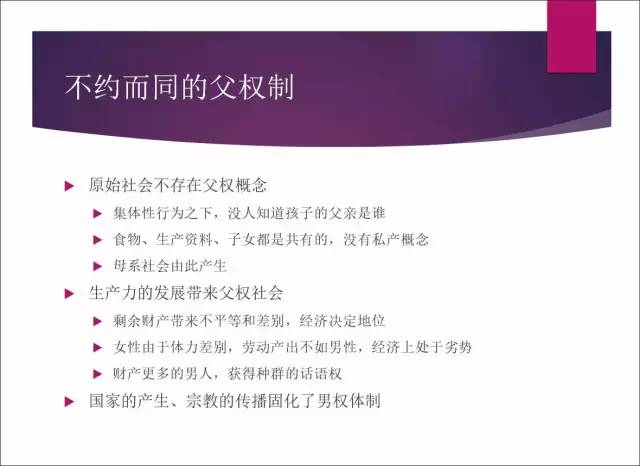 不约而同的父权制
原始社会不存在父权概念
集体性行为之下，没人知道孩子的父亲是谁
食物、生产资料、子女都是共有的，没有私产概念
母系社会由此产生
生产力的发展带来父权社会
剩余财产带来不平等和差别，经济决定地位
女性由于体力差别，劳动产出不如男性，经济上处于劣势
财产更多的男人，获得种群的话语权
国家的产生、宗教的传播固化了男权体制